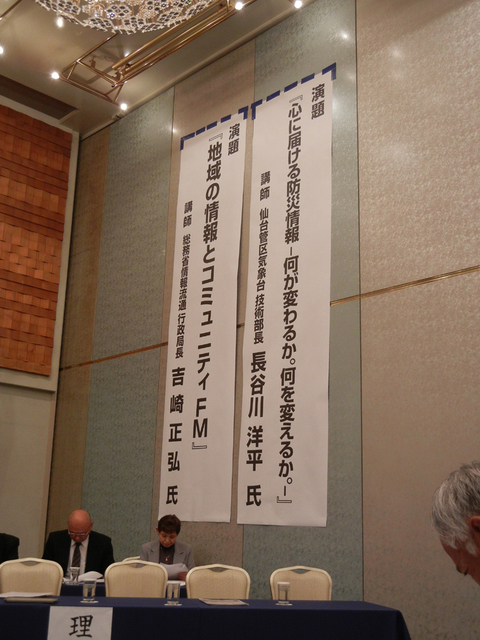 演題
『心に届ける防災情報－何が変わるか。何を変えるか。－』
講師 仙台管区気象台 技術部長 長谷川 洋平 氏
演題
『地域の情報とコミュニティFM』
講師 総務省情報流通行政局長 吉崎 正弘 氏
理